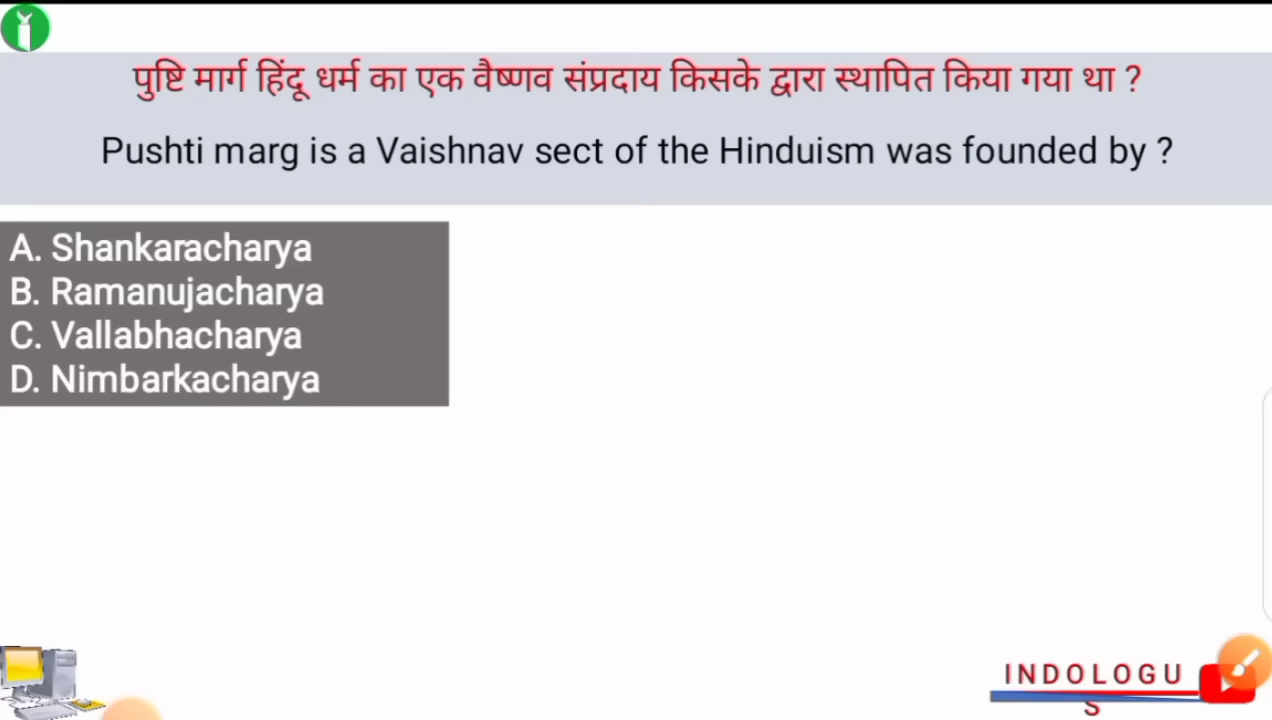 पुष्टि मार्ग हिंदू धर्म का एक वैष्णव संप्रदाय किसके द्वारा स्थापित किया गया था ?
Pushti marg is a Vaishnav sect of the Hinduism was founded by ?
A. Shankaracharya
B. Ramanujacharya
C. Vallabhacharya
D. Nimbarkacharya
INDOLOGU
S